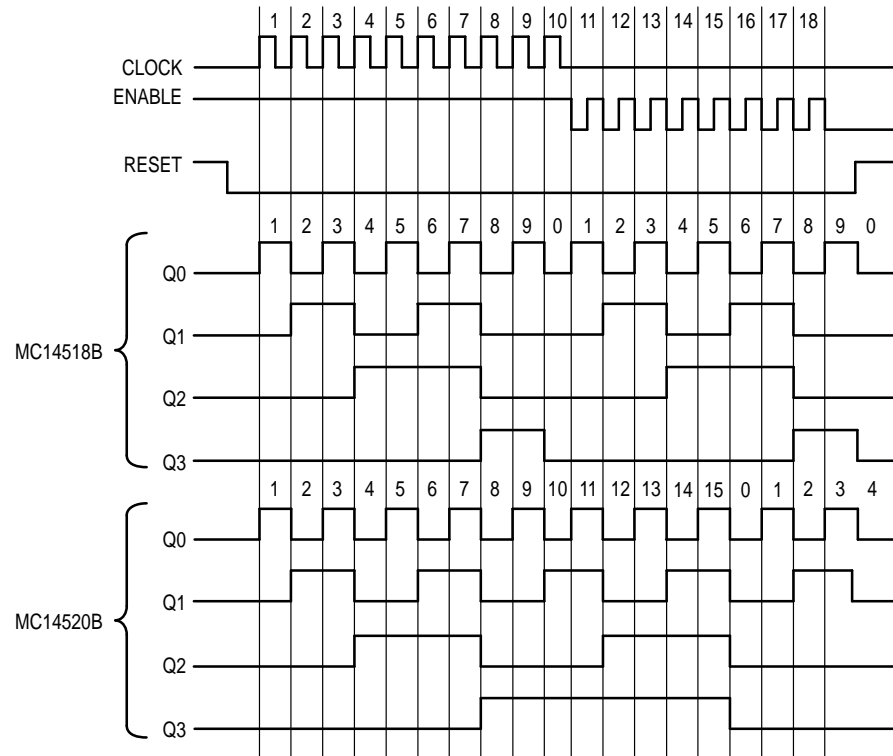 1 2 3 4 5 6 7 8 9 10 11 12 13 14 15 16 17 18
CLOCK
ENABLE
RESET
1 2 3 4 5 6 7 8 9 0 1 2 3 4 5 6 7 8 9 0
Q0
Q1
MC14518B
Q2
Q3
1 2 3 4 5 6 7 8 9 10 11 12 13 14 15 0 1 2 3 4
Q0
Q1
MC14520B
Q2
Q3